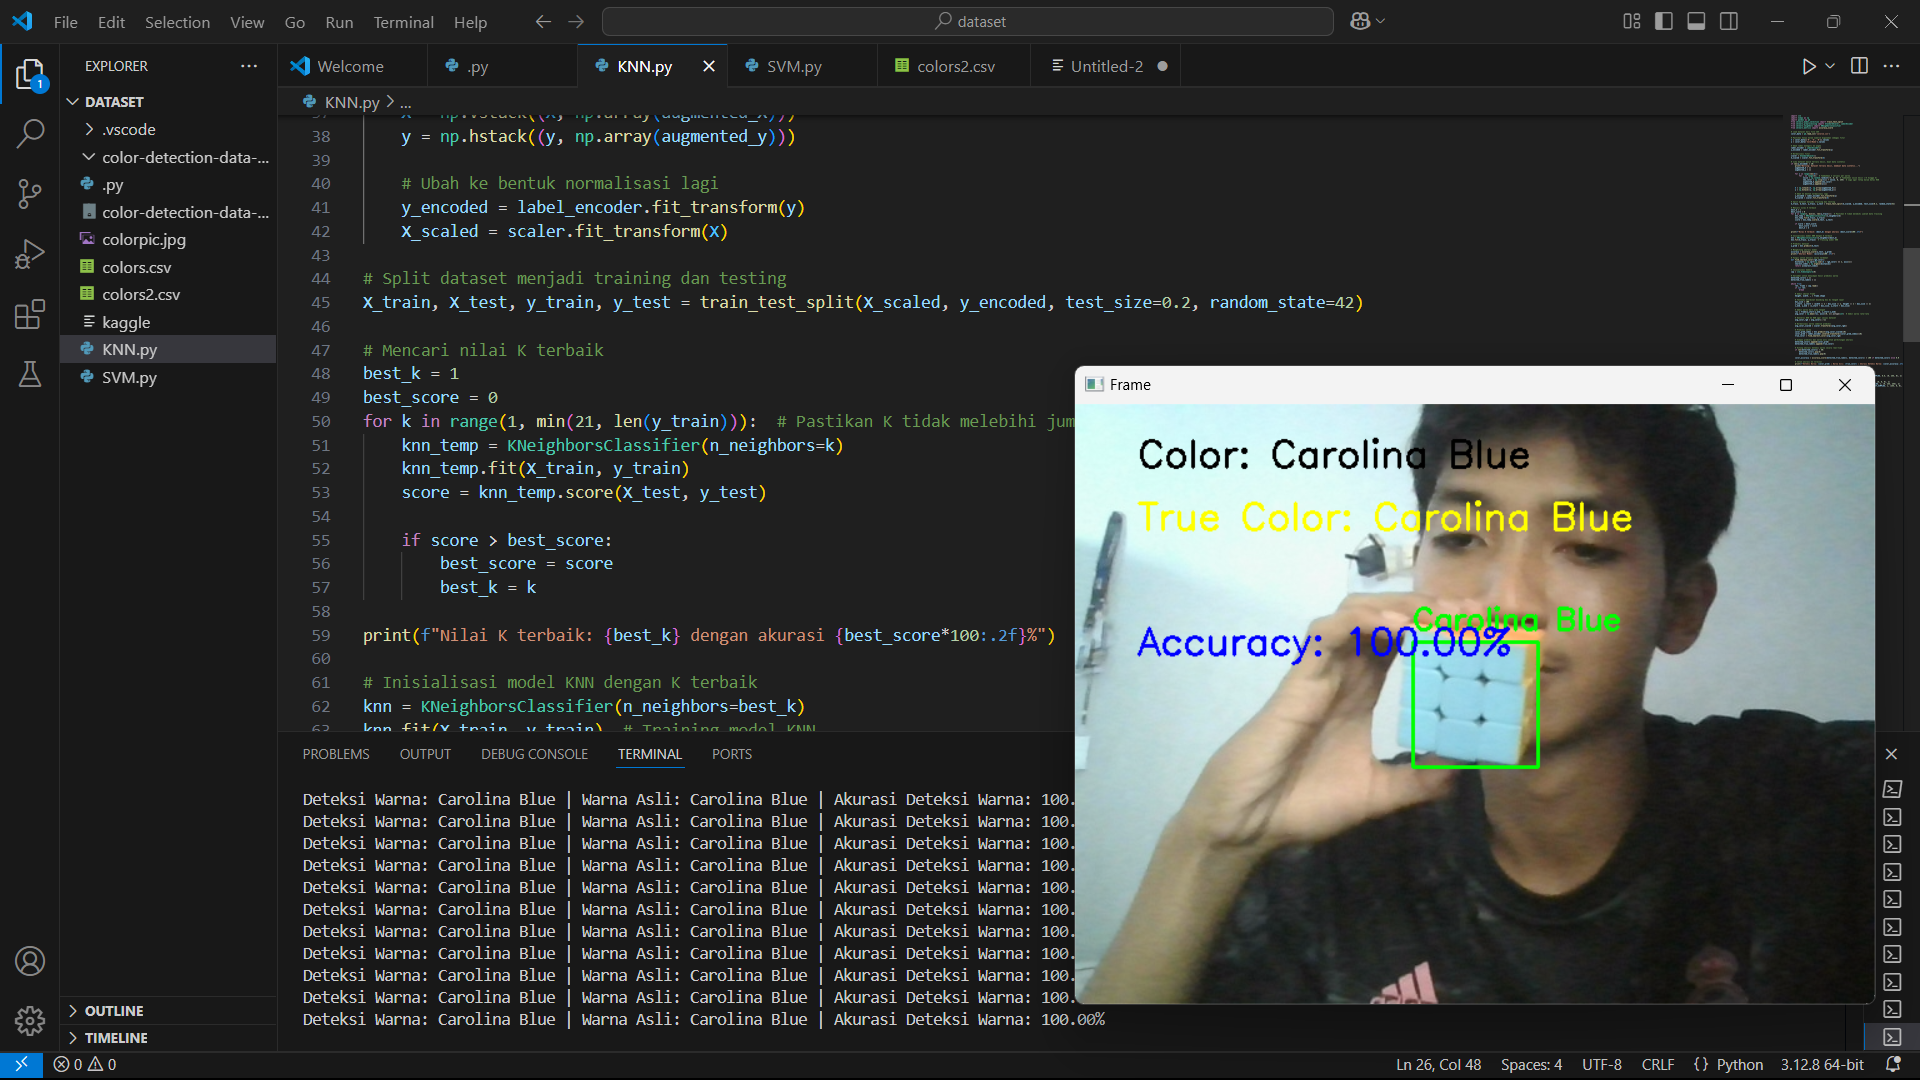 File Edit Selection View Go Run Terminal Help
dataset
EXPLORER
DATASET
.vscode
color-detection-data-...
.py
color-detection-data-...
colorpic.jpg
colors.csv
colors2.csv
kaggle
KNN.py
SVM.py
OUTLINE
TIMELINE
1
Welcome .py KNN.py SVM.py colors2.csv Untitled-2
KNN.py > ...
38 y = np.hstack((y, np.array(augmented_y)))
39
40 # Ubah ke bentuk normalisasi lagi
41 y_encoded = label_encoder.fit_transform(y)
42 X_scaled = scaler.fit_transform(X)
43
44 # Split dataset menjadi training dan testing
45 X_train, X_test, y_train, y_test = train_test_split(X_scaled, y_encoded, test_size=0.2, random_state=42)
46
47 # Mencari nilai K terbaik
48 best_k = 1
49 best_score = 0
50 for k in range(1, min(21, len(y_train))): # Pastikan K tidak melebihi jum
51 knn_temp = KNeighborsClassifier(n_neighbors=k)
52 knn_temp.fit(X_train, y_train)
53 score = knn_temp.score(X_test, y_test)
54
55 if score > best_score:
56 best_score = score
57 best_k = k
58
59 print(f"Nilai K terbaik: {best_k} dengan akurasi {best_score*100:.2f}%")
60
61 # Inisialisasi model KNN dengan K terbaik
62 knn = KNeighborsClassifier(n_neighbors=best_k)
63 knn.fit(X_train, y_train) # Training model KNN
Frame
Color: Carolina Blue
True Color: Carolina Blue
Carolina Blue
Accuracy: 100.00%
PROBLEMS OUTPUT DEBUG CONSOLE TERMINAL PORTS
Deteksi Warna: Carolina Blue | Warna Asli: Carolina Blue | Akurasi Deteksi Warna: 100.
Deteksi Warna: Carolina Blue | Warna Asli: Carolina Blue | Akurasi Deteksi Warna: 100.
Deteksi Warna: Carolina Blue | Warna Asli: Carolina Blue | Akurasi Deteksi Warna: 100.
Deteksi Warna: Carolina Blue | Warna Asli: Carolina Blue | Akurasi Deteksi Warna: 100.
Deteksi Warna: Carolina Blue | Warna Asli: Carolina Blue | Akurasi Deteksi Warna: 100.
Deteksi Warna: Carolina Blue | Warna Asli: Carolina Blue | Akurasi Deteksi Warna: 100.
Deteksi Warna: Carolina Blue | Warna Asli: Carolina Blue | Akurasi Deteksi Warna: 100.
Deteksi Warna: Carolina Blue | Warna Asli: Carolina Blue | Akurasi Deteksi Warna: 100.
Deteksi Warna: Carolina Blue | Warna Asli: Carolina Blue | Akurasi Deteksi Warna: 100.
Deteksi Warna: Carolina Blue | Warna Asli: Carolina Blue | Akurasi Deteksi Warna: 100.
Deteksi Warna: Carolina Blue | Warna Asli: Carolina Blue | Akurasi Deteksi Warna: 100.00%
0 0 Ln 26, Col 48 Spaces: 4 UTF-8 CRLF {} Python 3.12.8 64-bit